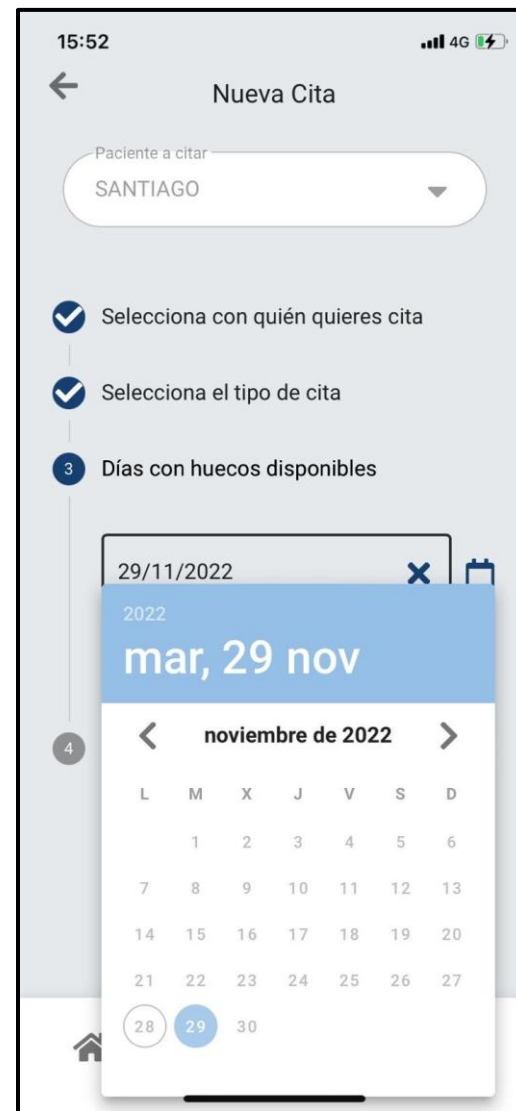 15:52 4G
Nueva Cita
Paciente a citar
SANTIAGO
Selecciona con quién quieres cita
Selecciona el tipo de cita
3 Días con huecos disponibles
29/11/2022
2022
mar, 29 nov
4
noviembre de 2022
L M X J V S D
1 2 3 4 5 6
7 8 9 10 11 12 13
14 15 16 17 18 19 20
21 22 23 24 25 26 27
28 29 30